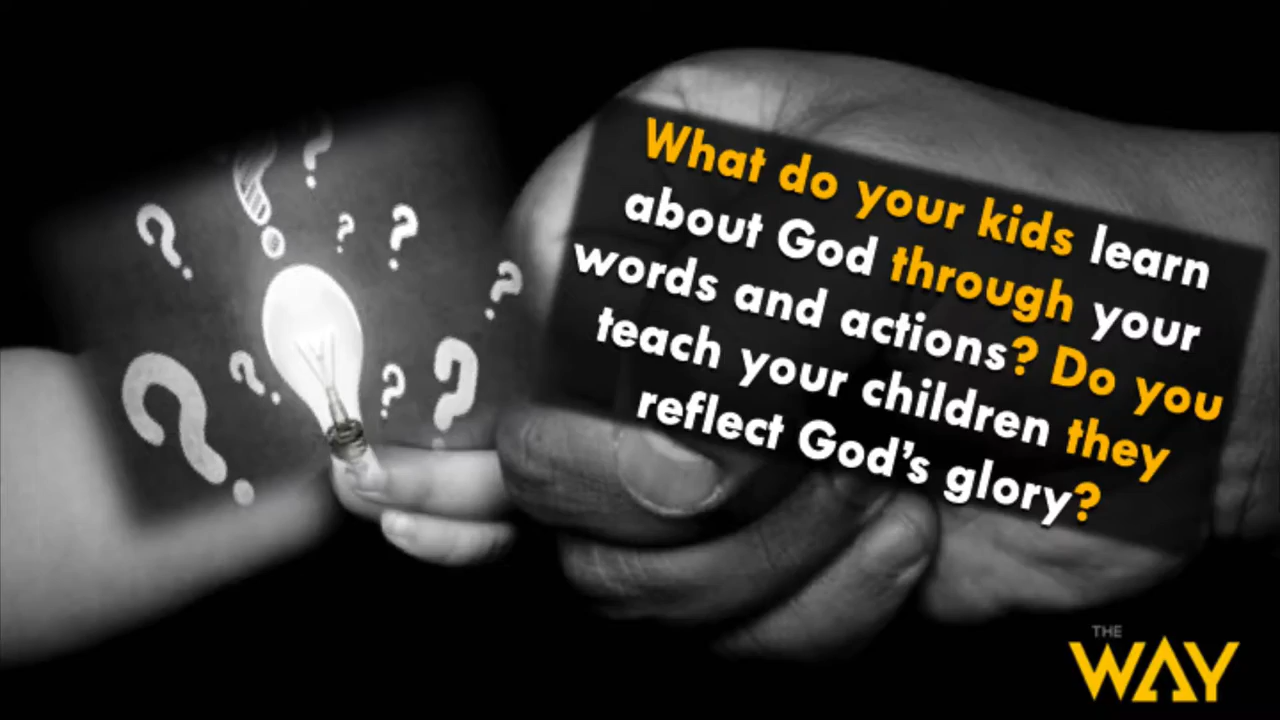 What do your kids learn
about God through your
words and actions? Do you
teach your children they
reflect God’s glory?
THE
WAY